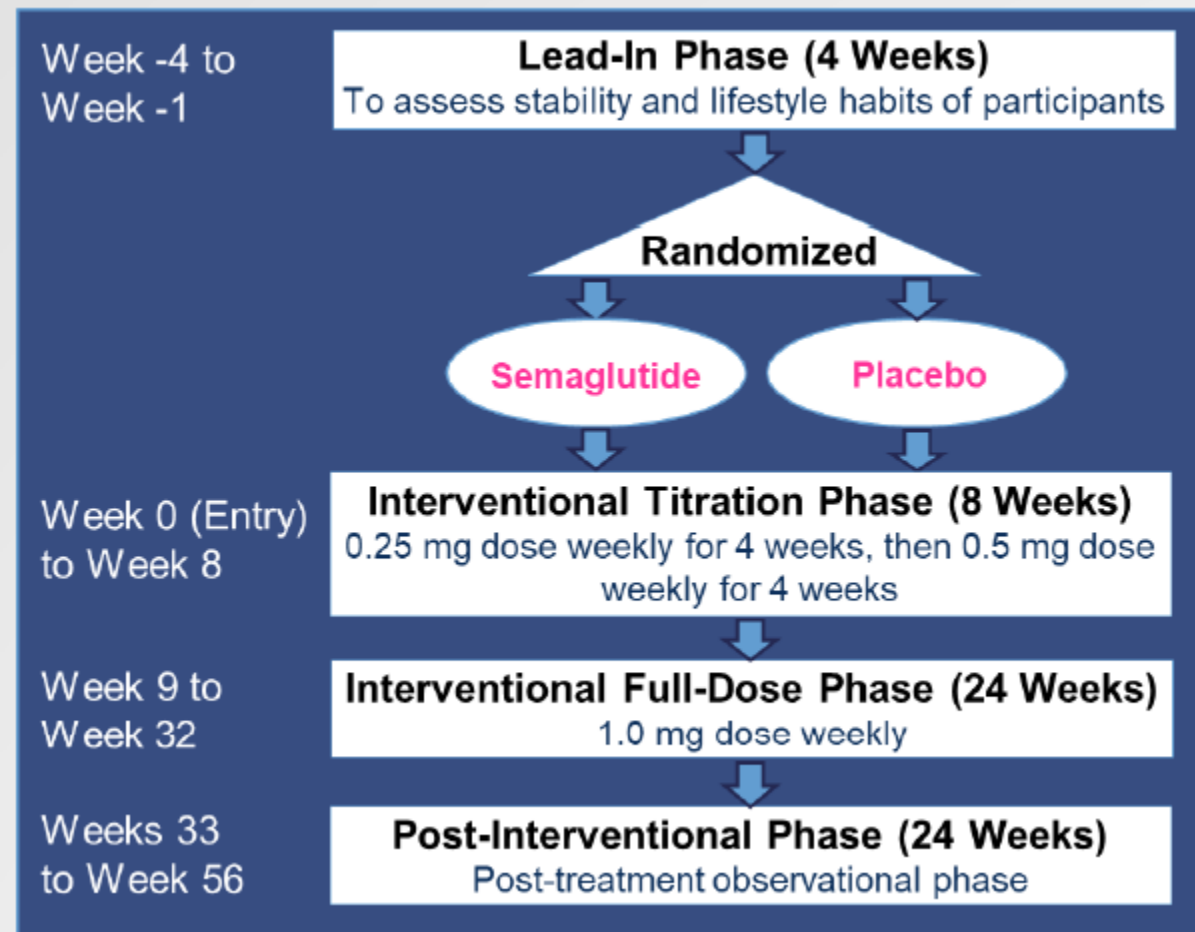 Week -4 to
Week -1
Lead-In Phase (4 Weeks)
To assess stability and lifestyle habits of participants
Randomized
Semaglutide
Placebo
Week 0 (Entry)
to Week 8
Interventional Titration Phase (8 Weeks)
0.25 mg dose weekly for 4 weeks, then 0.5 mg dose
weekly for 4 weeks
Week 9 to
Week 32
Interventional Full-Dose Phase (24 Weeks)
1.0 mg dose weekly
Weeks 33
to Week 56
Post-Interventional Phase (24 Weeks)
Post-treatment observational phase